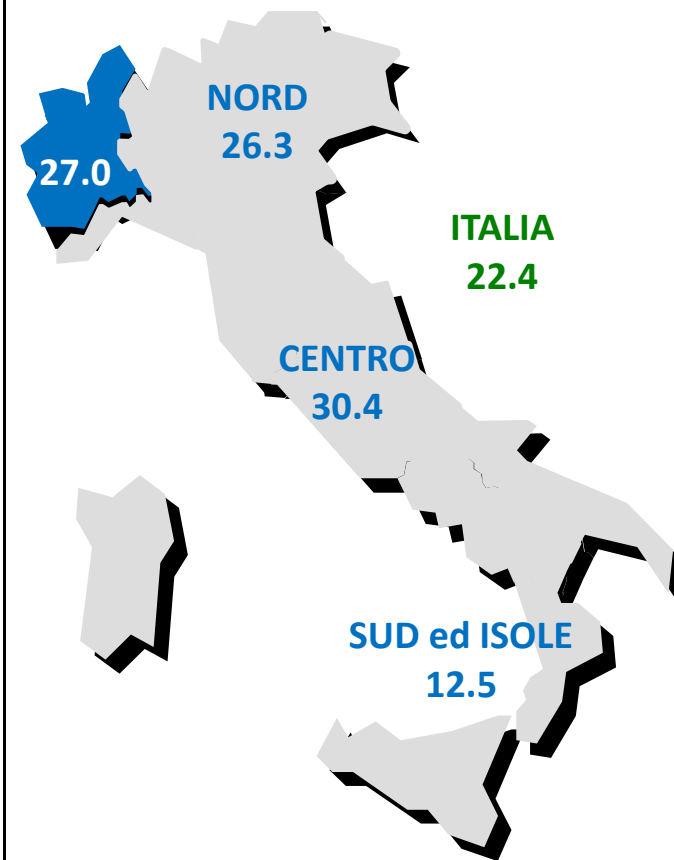 NORD
26.3
27.0
ITALIA
22.4
CENTRO
30.4
SUD ed ISOLE
12.5